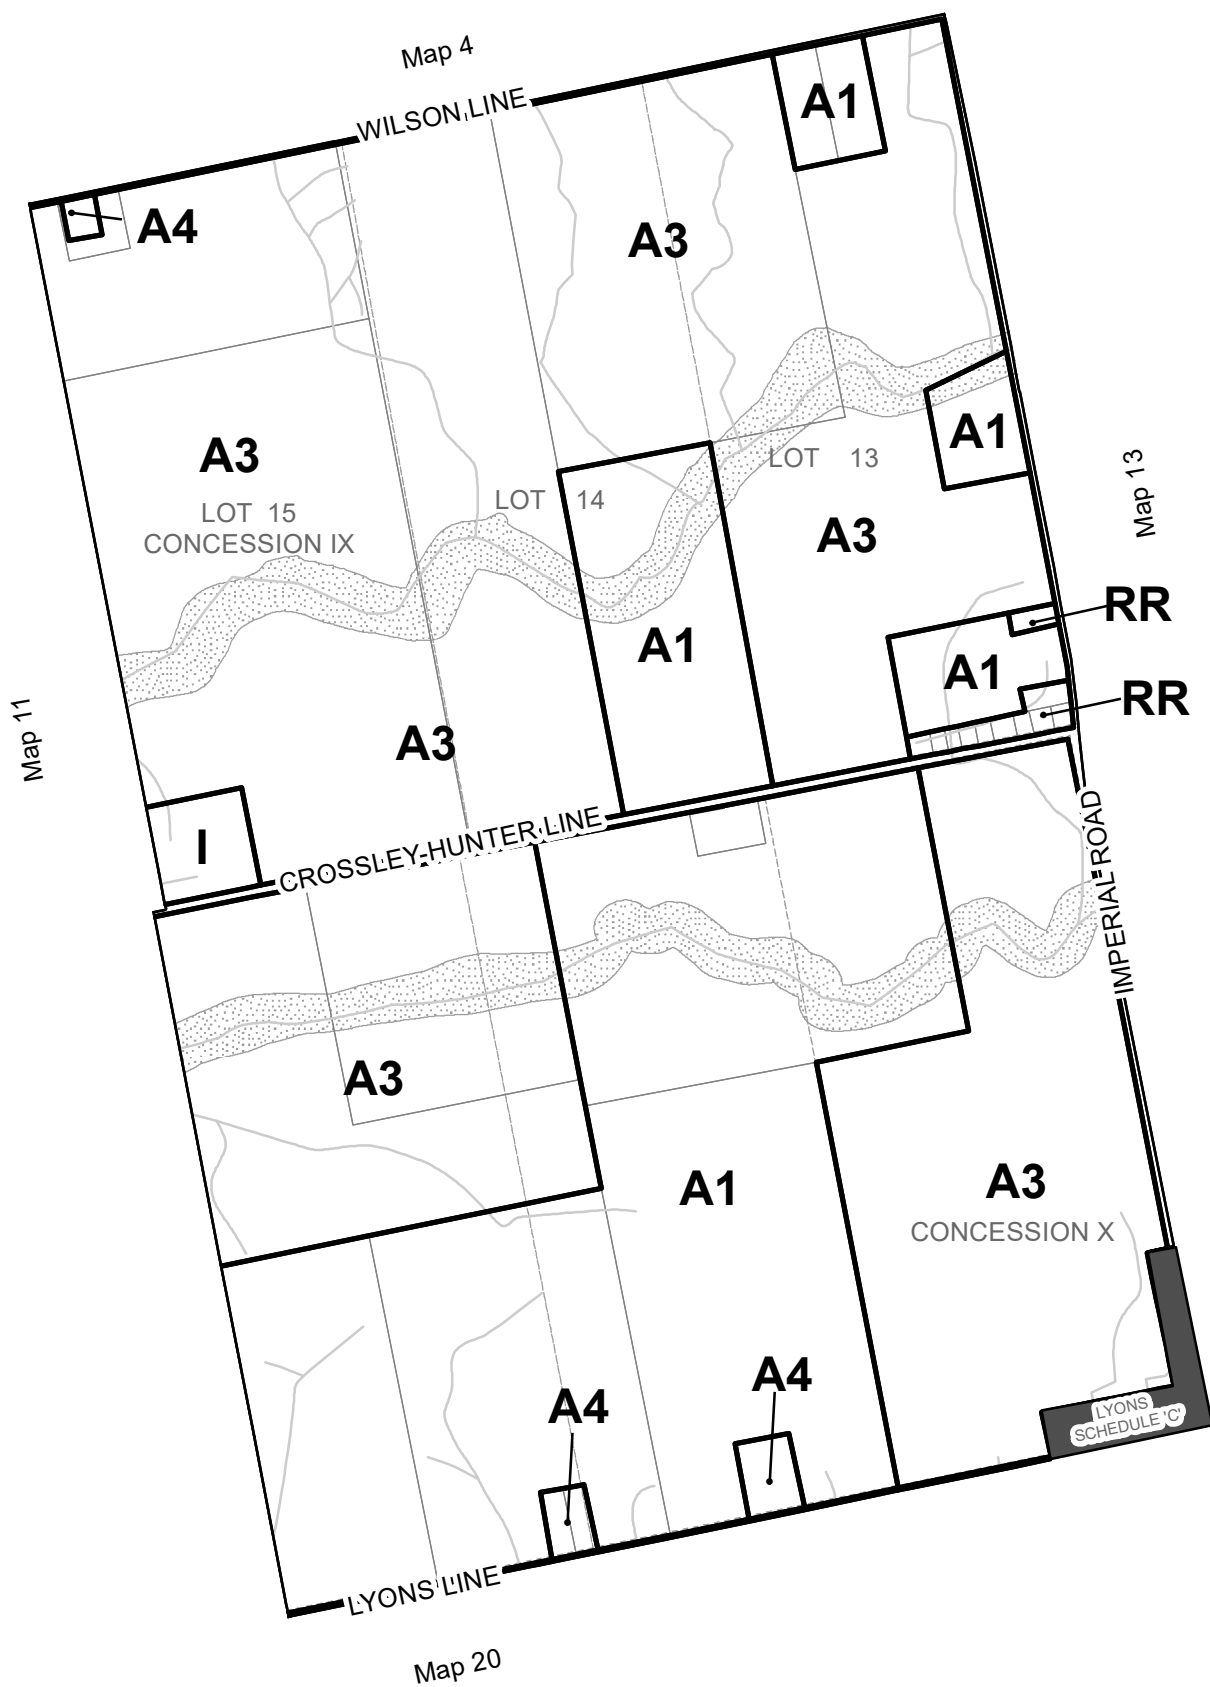 Map 4
WILSON LINE
A1
A4
A3
A3
LOT 15
CONCESSION IX
LOT 14
LOT 13
A1
Map 13
A3
RR
A1
A1
RR
Map 11
A3
I
CROSSLEY-HUNTER LINE
IMPERIAL ROAD
A3
A1
A3
CONCESSION X
A4
A4
LYONS
SCHEDULE 'C'
LYONS LINE
Map 20